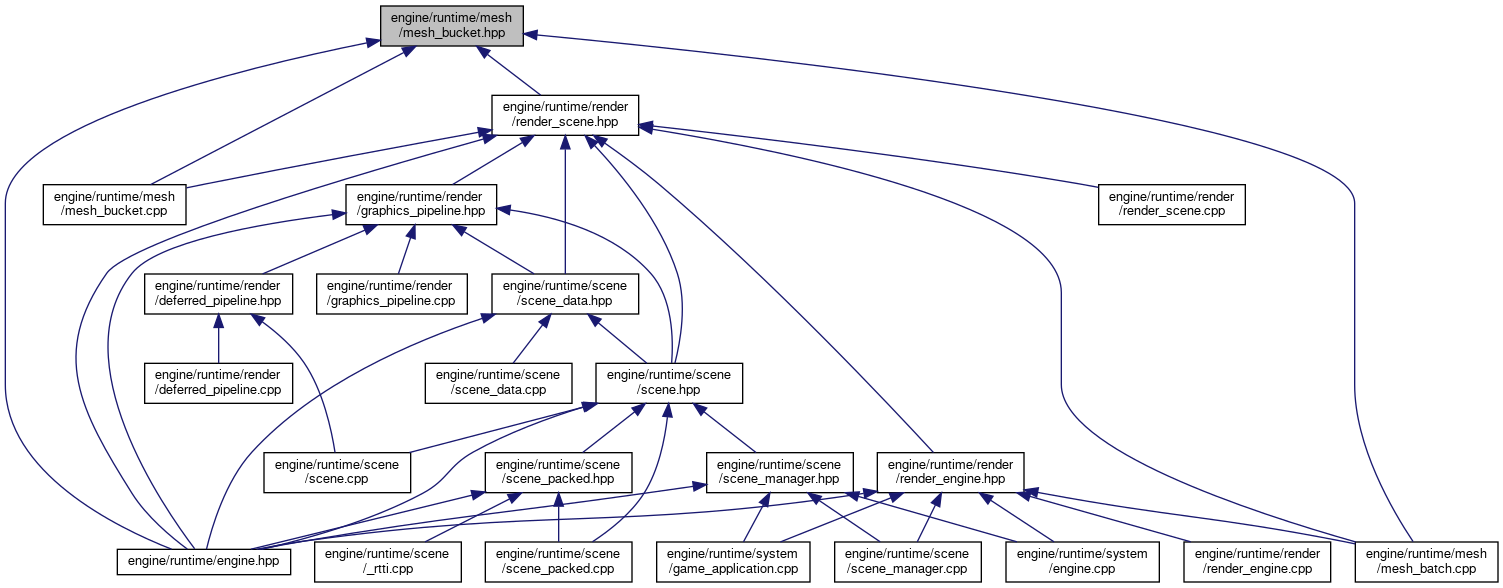 engine/runtime/mesh
/mesh_bucket.hpp
engine/runtime/render
/render_scene.hpp
engine/runtime/mesh
/mesh_bucket.cpp
engine/runtime/render
/graphics_pipeline.hpp
engine/runtime/render
/render_scene.cpp
engine/runtime/render
/deferred_pipeline.hpp
engine/runtime/render
/graphics_pipeline.cpp
engine/runtime/scene
/scene_data.hpp
engine/runtime/render
/deferred_pipeline.cpp
engine/runtime/scene
/scene_data.cpp
engine/runtime/scene
/scene.hpp
engine/runtime/scene
/scene.cpp
engine/runtime/scene
/scene_packed.hpp
engine/runtime/scene
/scene_manager.hpp
engine/runtime/render
/render_engine.hpp
engine/runtime/engine.hpp
engine/runtime/scene
/_rtti.cpp
engine/runtime/scene
/scene_packed.cpp
engine/runtime/system
/game_application.cpp
engine/runtime/scene
/scene_manager.cpp
engine/runtime/system
/engine.cpp
engine/runtime/render
/render_engine.cpp
engine/runtime/mesh
/mesh_batch.cpp